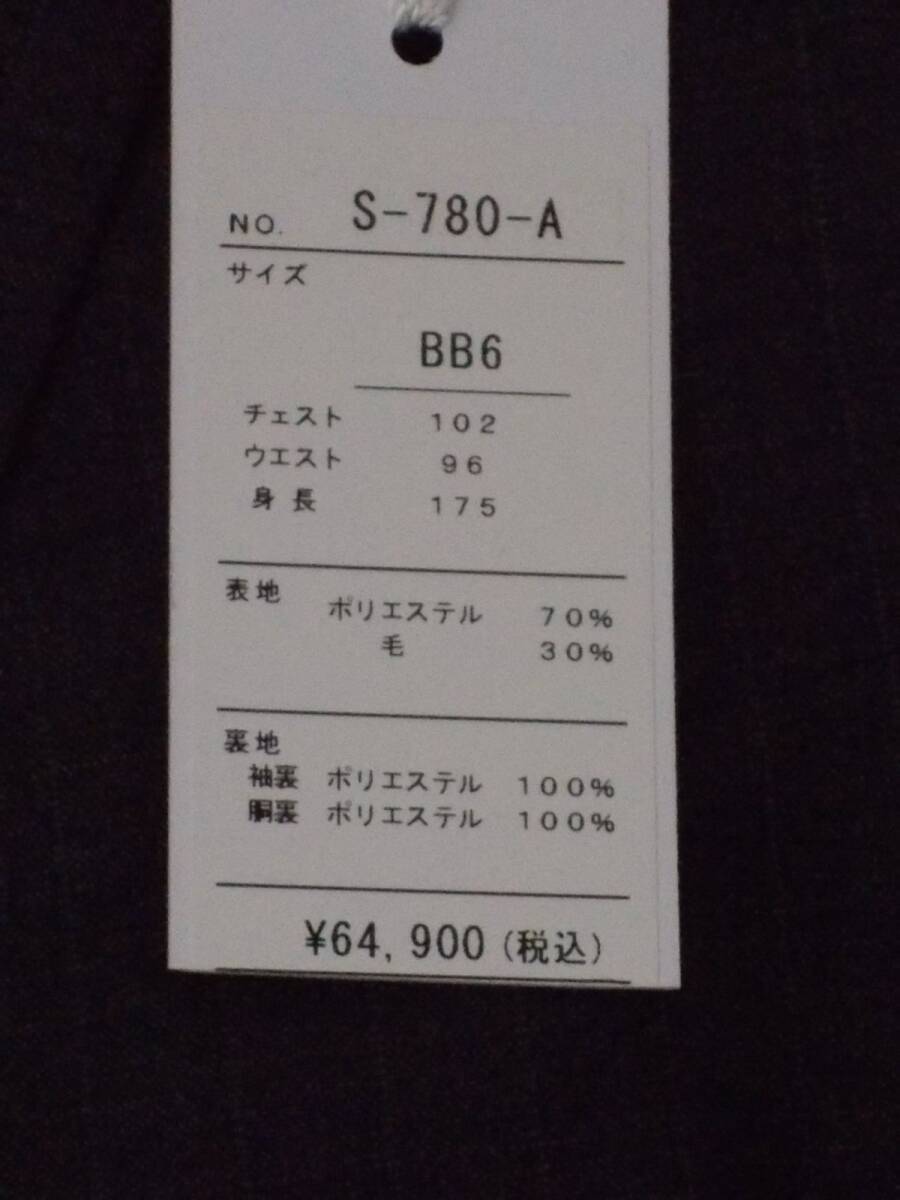 NO. S-780-A
サイズ
BB6
チェスト 102
ウエスト 96
身長 175
表地
ポリエステル 70%
毛 30%
裏地
袖裏 ポリエステル 100%
胴裏 ポリエステル 100%
¥64,900(税込)